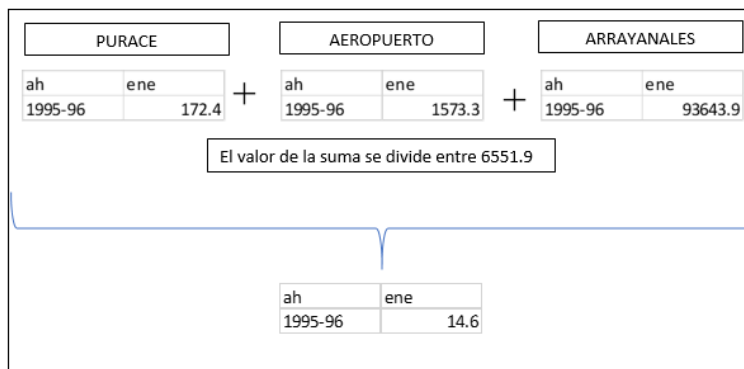 PURACE
AEROPUERTO
ARRAYANALES
ah ene
1995-96 172.4
+
ah ene
1995-96 1573.3
+
ah ene
1995-96 93643.9
El valor de la suma se divide entre 6551.9
ah ene
1995-96 14.6